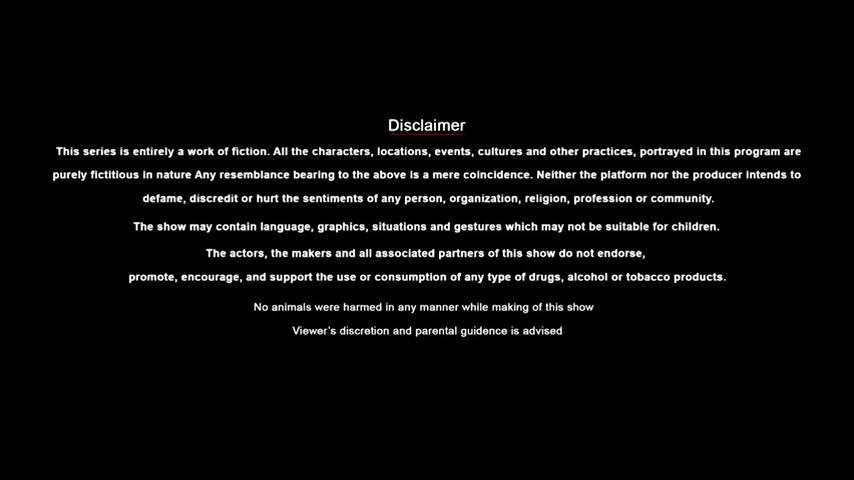 Disclaimer
This series is entirely a work of fiction. All the characters, locations, events, cultures and other practices, portrayed in this program are
purely fictitious in nature Any resemblance bearing to the above is a mere coincidence. Neither the platform nor the producer intends to
defame, discredit or hurt the sentiments of any person, organization, religion, profession or community.
The show may contain language, graphics, situations and gestures which may not be suitable for children.
The actors, the makers and all associated partners of this show do not endorse,
promote, encourage, and support the use or consumption of any type of drugs, alcohol or tobacco products.
No animals were harmed in any manner while making of this show
Viewer's discretion and parental guidence is advised